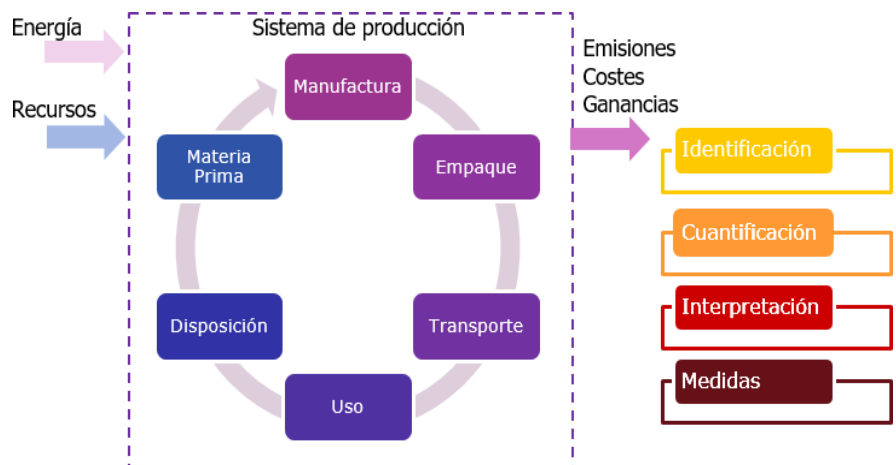 Energía
Recursos
Sistema de producción
Manufactura
Empaque
Transporte
Uso
Disposición
Materia
Prima
Emisiones
Costes
Ganancias
Identificación
Cuantificación
Interpretación
Medidas